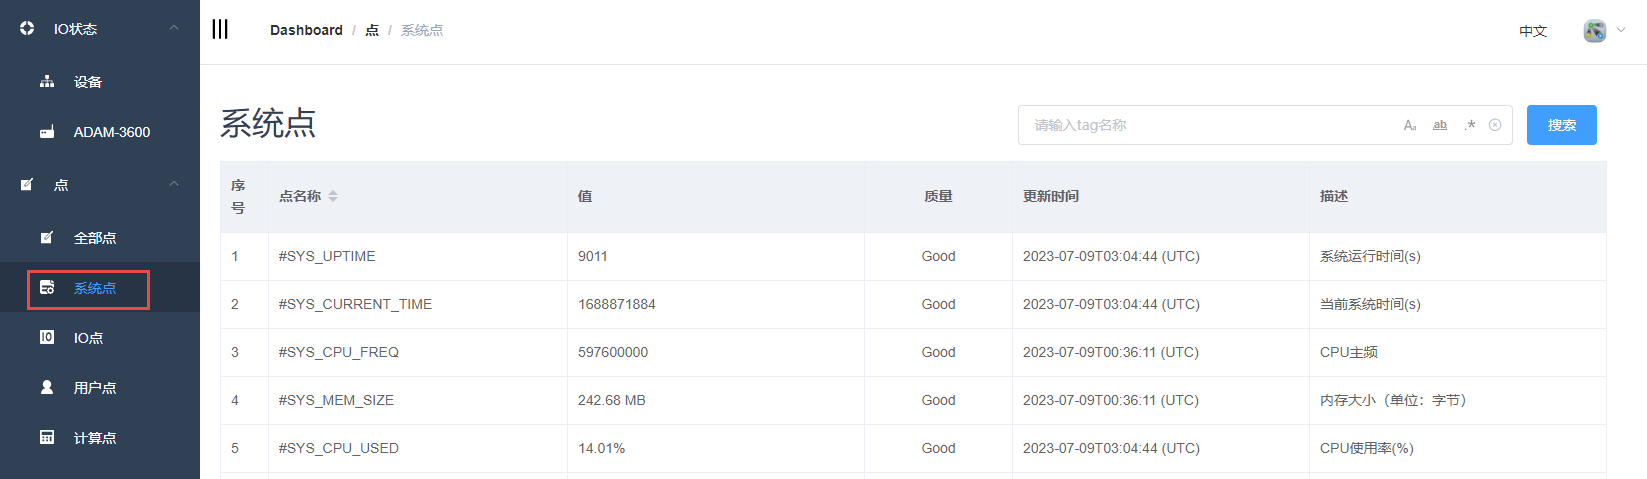 IO状态
设备
ADAM-3600
点
全部点
系统点
IO点
用户点
计算点
Dashboard / 点 / 系统点
中文
系统点
请输入tag名称
Aa ab .*
搜索
序号 点名称 值 质量 更新时间 描述
1 #SYS_UPTIME 9011 Good 2023-07-09T03:04:44 (UTC) 系统运行时间(s)
2 #SYS_CURRENT_TIME 1688871884 Good 2023-07-09T03:04:44 (UTC) 当前系统时间(s)
3 #SYS_CPU_FREQ 597600000 Good 2023-07-09T00:36:11 (UTC) CPU主频
4 #SYS_MEM_SIZE 242.68 MB Good 2023-07-09T00:36:11 (UTC) 内存大小（单位：字节）
5 #SYS_CPU_USED 14.01% Good 2023-07-09T03:04:44 (UTC) CPU使用率(%)